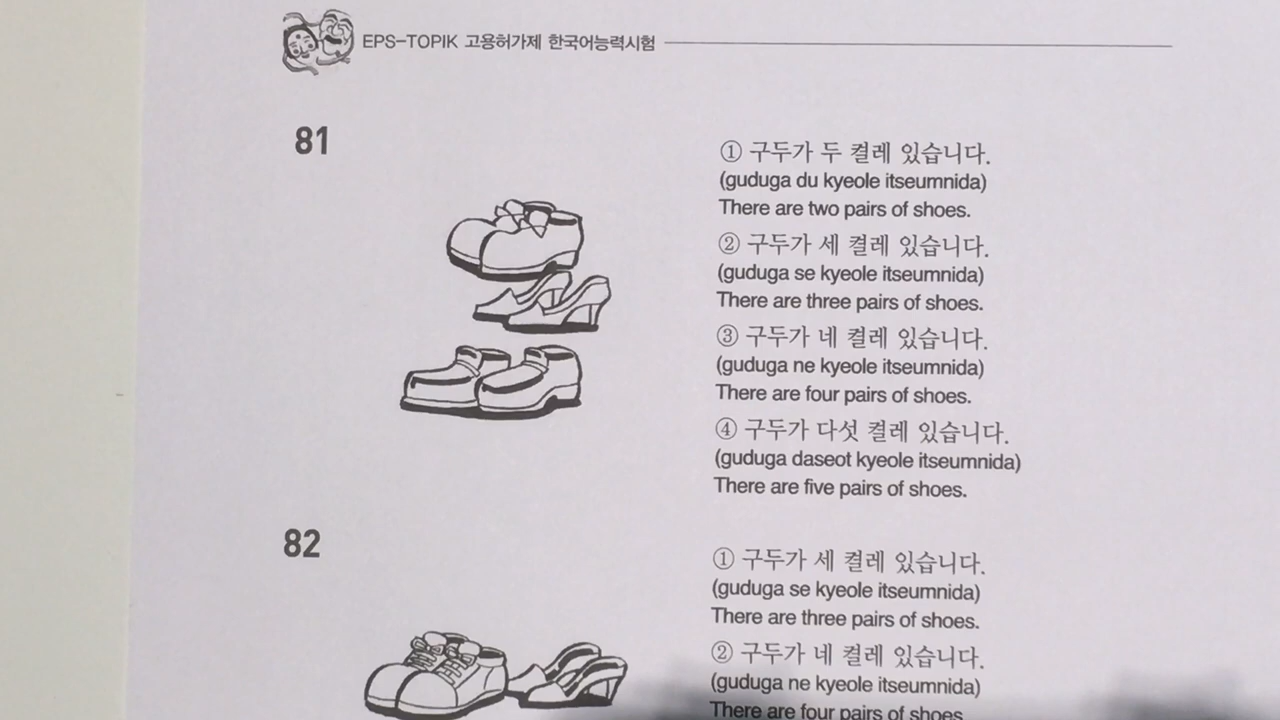 EPS-TOPIK 고용허가제 한국어능력시험
81
① 구두가 두 켤레 있습니다.
(guduga du kyeole itseumnida)
There are two pairs of shoes.
② 구두가 세 켤레 있습니다.
(guduga se kyeole itseumnida)
There are three pairs of shoes.
③ 구두가 네 켤레 있습니다.
(guduga ne kyeole itseumnida)
There are four pairs of shoes.
④ 구두가 다섯 켤레 있습니다.
(guduga daseot kyeole itseumnida)
There are five pairs of shoes.
82
① 구두가 세 켤레 있습니다.
(guduga se kyeole itseumnida)
There are three pairs of shoes.
② 구두가 네 켤레 있습니다.
(guduga ne kyeole itseumnida)
There are four pairs of shoes.